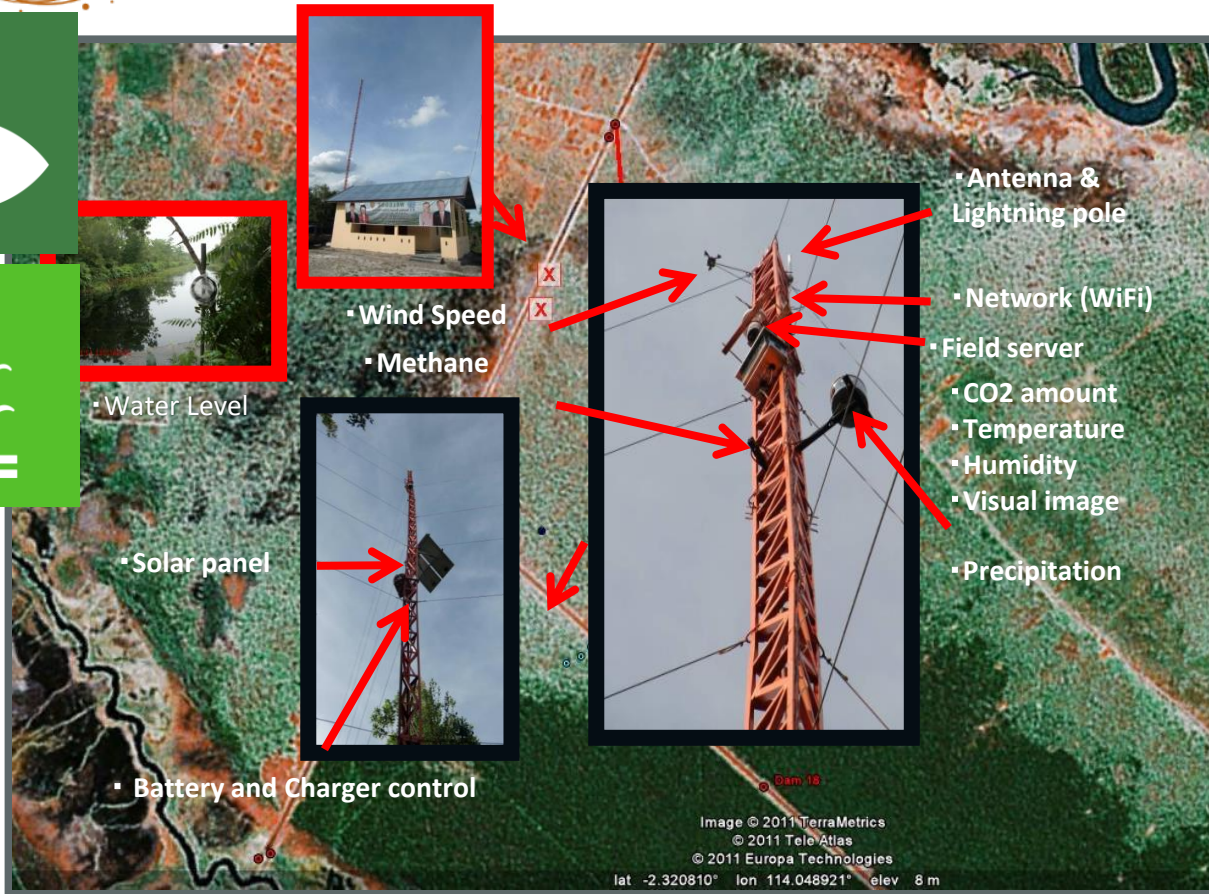 ▪Antenna &
Lightning pole
▪Wind Speed
▪Network (WiFi)
▪Methane
▪Field server
▪CO2 amount
▪Water Level
▪Temperature
▪Humidity
▪Visual image
▪Solar panel
▪Precipitation
▪ Battery and Charger control
X
X
Dam 18
Image © 2011 TerraMetrics
© 2011 Tele Atlas
© 2011 Europa Technologies
lat -2.320810° lon 114.048921° elev 8 m